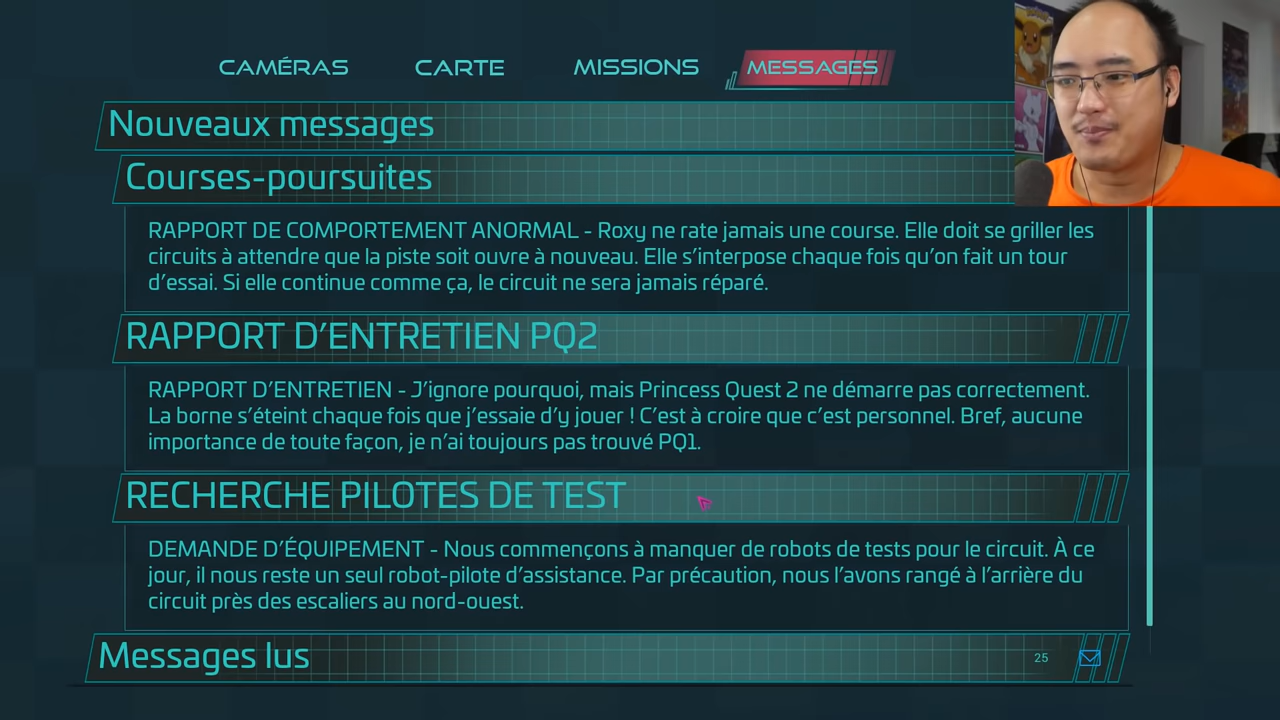 CAMÉRAS CARTE MISSIONS MESSAGES
Nouveaux messages
Courses-poursuites
RAPPORT DE COMPORTEMENT ANORMAL - Roxy ne rate jamais une course. Elle doit se griller les
circuits à attendre que la piste soit ouvre à nouveau. Elle s'interpose chaque fois qu'on fait un tour
d'essai. Si elle continue comme ça, le circuit ne sera jamais réparé.
RAPPORT D'ENTRETIEN PQ2
RAPPORT D'ENTRETIEN - J'ignore pourquoi, mais Princess Quest 2 ne démarre pas correctement.
La borne s'éteint chaque fois que j'essaie d'y jouer ! C'est à croire que c'est personnel. Bref, aucune
importance de toute façon, je n'ai toujours pas trouvé PQ1.
RECHERCHE PILOTES DE TEST
DEMANDE D'ÉQUIPEMENT - Nous commençons à manquer de robots de tests pour le circuit. À ce
jour, il nous reste un seul robot-pilote d'assistance. Par précaution, nous l'avons rangé à l'arrière du
circuit près des escaliers au nord-ouest.
Messages lus 25